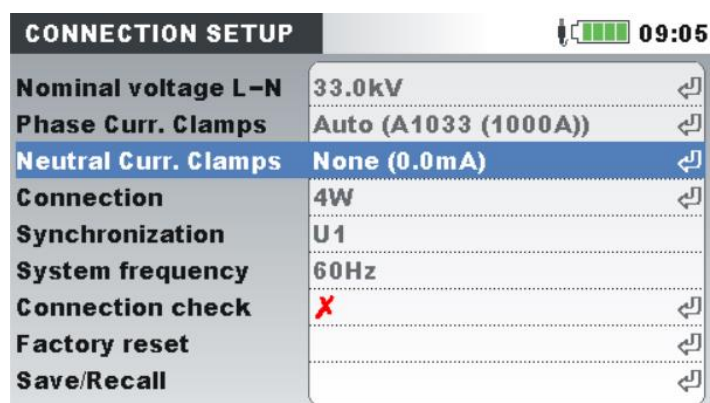 CONNECTION SETUP 09:05
Nominal voltage L-N 33.0kV
Phase Curr. Clamps Auto (A1033 (1000A))
Neutral Curr. Clamps None (0.0mA)
Connection 4W
Synchronization U1
System frequency 60Hz
Connection check ✗
Factory reset
Save/Recall